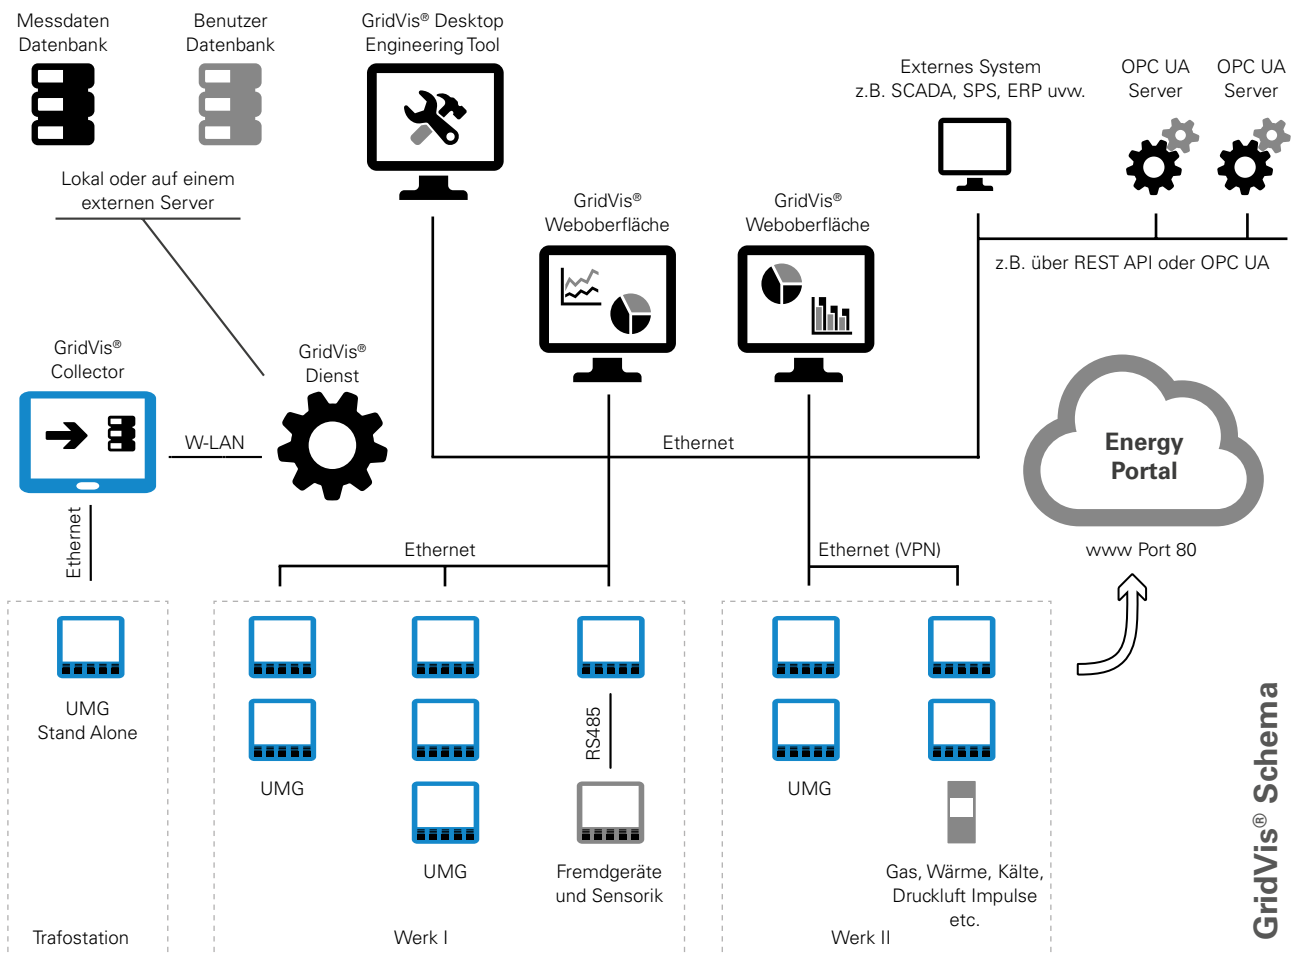 Messdaten
Datenbank
Benutzer
Datenbank
GridVis® Desktop
Engineering Tool
Externes System
z.B. SCADA, SPS, ERP uvw.
OPC UA
Server
OPC UA
Server
Lokal oder auf einem
externen Server
GridVis®
Weboberfläche
GridVis®
Weboberfläche
z.B. über REST API oder OPC UA
GridVis®
Collector
GridVis®
Dienst
W-LAN
Ethernet
Energy
Portal
www Port 80
Ethernet
Ethernet
Ethernet (VPN)
UMG
Stand Alone
RS485
UMG
UMG
UMG
Fremdgeräte
und Sensorik
Gas, Wärme, Kälte,
Druckluft Impulse
etc.
Trafostation
Werk I
Werk II
GridVis® Schema